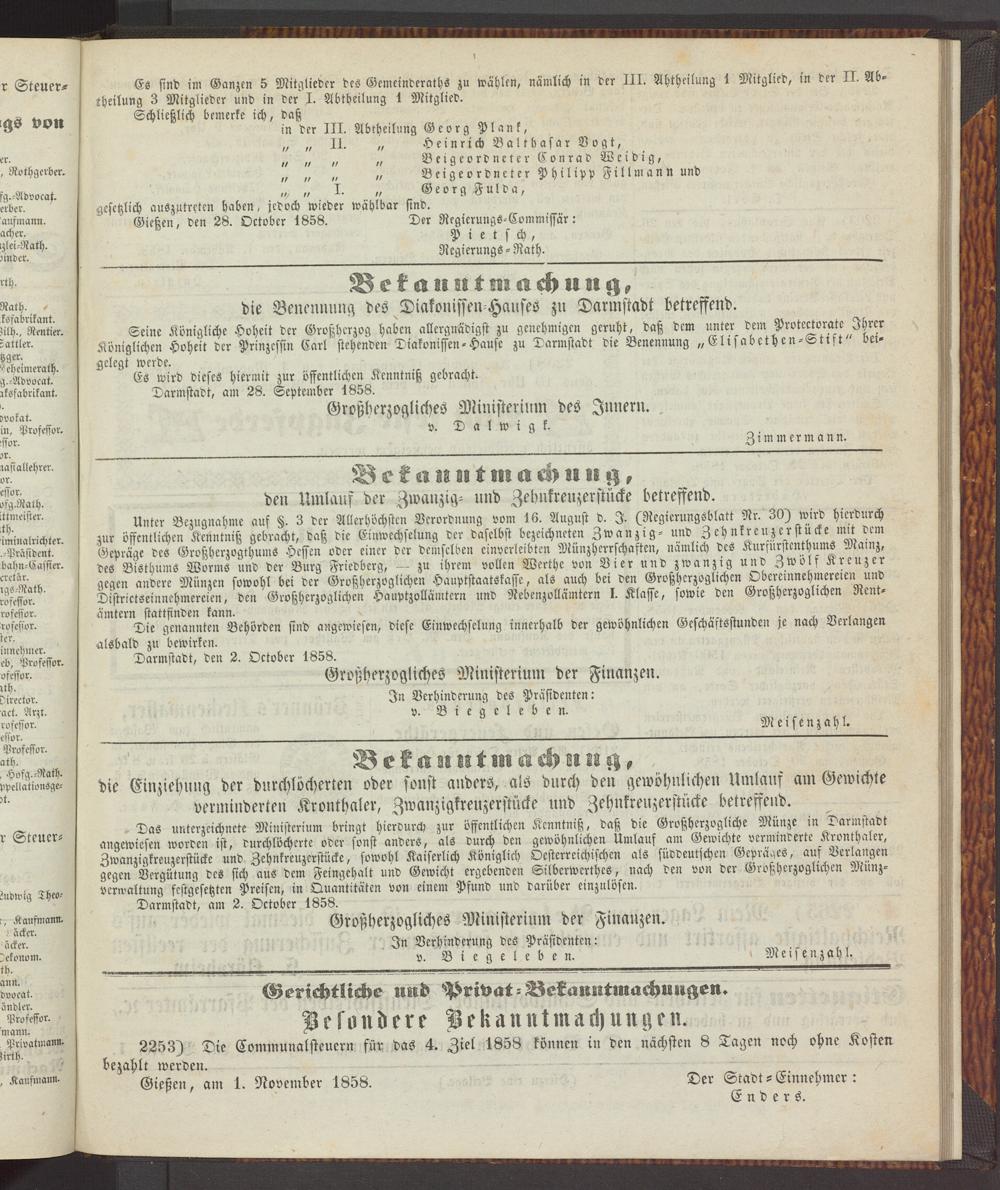 Es sind im Ganzen 5 Mitglieder des Gemeinderaths zu wählen, nämlich in der III. Abtheilung 1 Mitglied, in der II. Ab-
theilung 3 Mitglieder und in der I. Abtheilung 1 Mitglied.
Schließlich bemerke ich, daß
in der III. Abtheilung Georg Plank,
„ „ II. „ Heinrich Balthasar Vogt,
„ „ „ „ Beigeordneter Conrad Weidig,
„ „ „ „ Beigeordneter Philipp Fillmann und
„ „ I. „ Georg Fulda,
gesetzlich auszutreten haben, jedoch wieder wählbar sind.
Gießen, den 28. October 1858. Der Regierungs-Commissär:
Pietsch,
Regierungs-Rath.
Bekanntmachung,
die Benennung des Diakonissen-Hauses zu Darmstadt betreffend.
Seine Königliche Hoheit der Großherzog haben allergnädigst zu genehmigen geruht, daß dem unter dem Protectorate Ihrer
Königlichen Hoheit der Prinzessin Carl stehenden Diakonissen-Hause zu Darmstadt die Benennung „Elisabethen-Stift" bei-
gelegt werde.
Es wird dieses hiermit zur öffentlichen Kenntniß gebracht.
Darmstadt, am 28. September 1858.
Großherzogliches Ministerium des Innern.
v. Dalwigk.
Zimmermann.
Bekanntmachung,
den Umlauf der Zwanzig- und Zehnkreuzerstücke betreffend.
Unter Bezugnahme auf §. 3 der Allerhöchsten Verordnung vom 16. August d. J. (Regierungsblatt Nr. 30) wird hierdurch
zur öffentlichen Kenntniß gebracht, daß die Einwechselung der daselbst bezeichneten Zwanzig- und Zehnkreuzerstücke mit dem
Gepräge des Großherzogthums Hessen oder einer der demselben einverleibten Münzherrschaften, nämlich des Kurfürstenthums Mainz,
des Bisthums Worms und der Burg Friedberg, — zu ihrem vollen Werthe von Vier und zwanzig und Zwölf Kreuzer
gegen andere Münzen sowohl bei der Großherzoglichen Hauptstaatskasse, als auch bei den Großherzoglichen Obereinnehmereien und
Districtseinnehmereien, den Großherzoglichen Hauptzollämtern und Nebenzollämtern I. Klasse, sowie den Großherzoglichen Rent-
ämtern stattfinden kann.
Die genannten Behörden sind angewiesen, diese Einwechselung innerhalb der gewöhnlichen Geschäftsstunden je nach Verlangen
alsbald zu bewirken.
Darmstadt, den 2. October 1858.
Großherzogliches Ministerium der Finanzen.
In Verhinderung des Präsidenten:
v. Biegeleben.
Meisenzahl.
Bekanntmachung,
die Einziehung der durchlöcherten oder sonst anders, als durch den gewöhnlichen Umlauf am Gewichte
verminderten Kronthaler, Zwanzigkreuzerstücke und Zehnkreuzerstücke betreffend.
Das unterzeichnete Ministerium bringt hierdurch zur öffentlichen Kenntniß, daß die Großherzogliche Münze in Darmstadt
angewiesen worden ist, durchlöcherte oder sonst anders, als durch den gewöhnlichen Umlauf am Gewichte verminderte Kronthaler,
Zwanzigkreuzerstücke und Zehnkreuzerstücke, sowohl Kaiserlich Königlich Oesterreichischen als süddeutschen Gepräges, auf Verlangen
gegen Vergütung des sich aus dem Feingehalt und Gewicht ergebenden Silberwerthes, nach den von der Großherzoglichen Münz-
verwaltung festgesetzten Preisen, in Quantitäten von einem Pfund und darüber einzulösen.
Darmstadt, am 2. October 1858.
Großherzogliches Ministerium der Finanzen.
In Verhinderung des Präsidenten:
v. Biegeleben.
Meisenzahl.
Gerichtliche und Privat-Bekanntmachungen.
Besondere Bekanntmachungen.
2253) Die Communalsteuern für das 4. Ziel 1858 können in den nächsten 8 Tagen noch ohne Kosten
bezahlt werden.
Gießen, am 1. November 1858. Der Stadt-Einnehmer:
Enders.